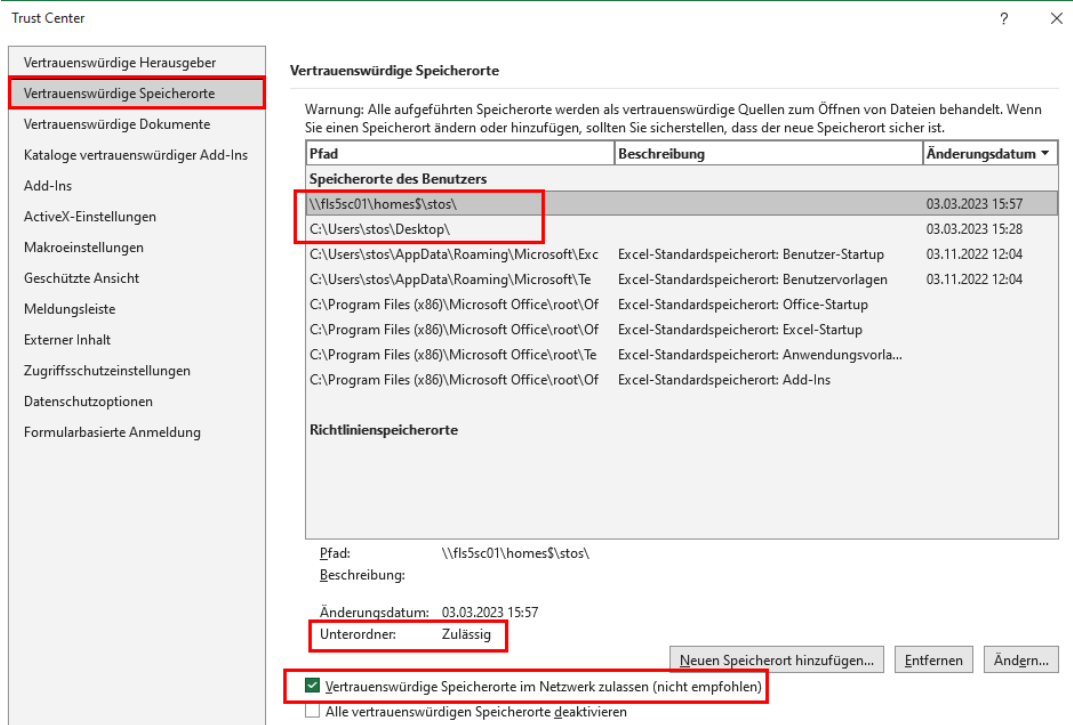 Trust Center
?
Vertrauenswürdige Herausgeber
Vertrauenswürdige Speicherorte
Vertrauenswürdige Dokumente
Kataloge vertrauenswürdiger Add-Ins
Add-Ins
ActiveX-Einstellungen
Makroeinstellungen
Geschützte Ansicht
Meldungsleiste
Externer Inhalt
Zugriffsschutzeinstellungen
Datenschutzoptionen
Formularbasierte Anmeldung
Vertrauenswürdige Speicherorte
Warnung: Alle aufgeführten Speicherorte werden als vertrauenswürdige Quellen zum Öffnen von Dateien behandelt. Wenn
Sie einen Speicherort ändern oder hinzufügen, sollten Sie sicherstellen, dass der neue Speicherort sicher ist.
Pfad Beschreibung Änderungsdatum
Speicherorte des Benutzers
\\fls5sc01\homes$\stos\ 03.03.2023 15:57
C:\Users\stos\Desktop\ 03.03.2023 15:28
C:\Users\stos\AppData\Roaming\Microsoft\Exc Excel-Standardspeicherort: Benutzer-Startup 03.11.2022 12:04
C:\Users\stos\AppData\Roaming\Microsoft\Te Excel-Standardspeicherort: Benutzervorlagen 03.11.2022 12:04
C:\Program Files (x86)\Microsoft Office\root\Of Excel-Standardspeicherort: Office-Startup
C:\Program Files (x86)\Microsoft Office\root\Of Excel-Standardspeicherort: Excel-Startup
C:\Program Files (x86)\Microsoft Office\root\Te Excel-Standardspeicherort: Anwendungsvorla...
C:\Program Files (x86)\Microsoft Office\root\Of Excel-Standardspeicherort: Add-Ins
Richtlinienspeicherorte
Pfad: \\fls5sc01\homes$\stos\
Beschreibung:
Änderungsdatum: 03.03.2023 15:57
Unterordner: Zulässig
Neuen Speicherort hinzufügen... Entfernen Ändern...
Vertrauenswürdige Speicherorte im Netzwerk zulassen (nicht empfohlen)
Alle vertrauenswürdigen Speicherorte deaktivieren